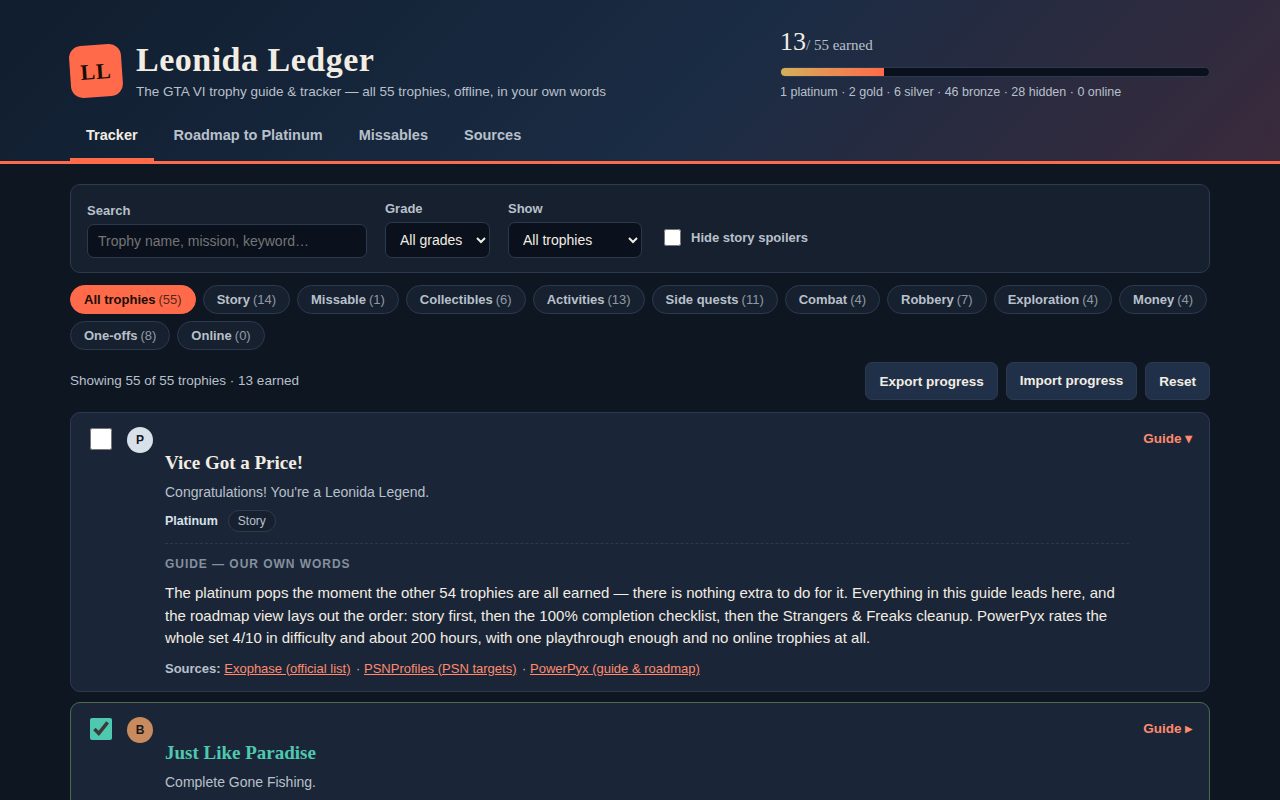 LL
Leonida Ledger
The GTA VI trophy guide & tracker — all 55 trophies, offline, in your own words
13/ 55 earned
1 platinum · 2 gold · 6 silver · 46 bronze · 28 hidden · 0 online
Tracker Roadmap to Platinum Missables Sources
Search Grade Show
Trophy name, mission, keyword… All grades All trophies Hide story spoilers
All trophies (55) Story (14) Missable (1) Collectibles (6) Activities (13) Side quests (11) Combat (4) Robbery (7) Exploration (4) Money (4)
One-offs (8) Online (0)
Showing 55 of 55 trophies · 13 earned Export progress Import progress Reset
P Guide ▾
Vice Got a Price!
Congratulations! You're a Leonida Legend.
Platinum Story
GUIDE — OUR OWN WORDS
The platinum pops the moment the other 54 trophies are all earned — there is nothing extra to do for it. Everything in this guide leads here, and
the roadmap view lays out the order: story first, then the 100% completion checklist, then the Strangers & Freaks cleanup. PowerPyx rates the
whole set 4/10 in difficulty and about 200 hours, with one playthrough enough and no online trophies at all.
Sources: Exophase (official list) · PSNProfiles (PSN targets) · PowerPyx (guide & roadmap)
B Guide ▸
Just Like Paradise
Complete Gone Fishing.